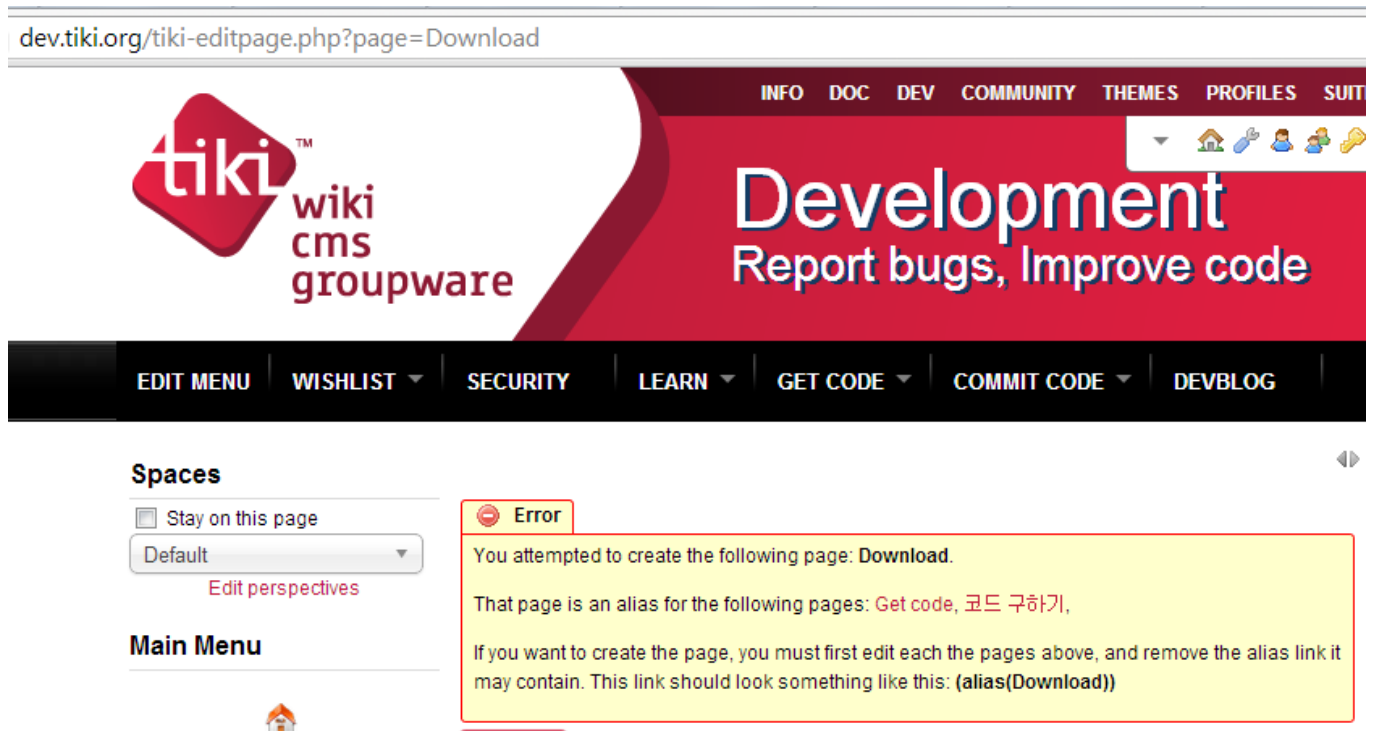 dev.tiki.org/tiki-editpage.php?page=Download
INFO DOC DEV COMMUNITY THEMES PROFILES
tiki™
wiki
cms
groupware
Development
Report bugs, Improve code
EDIT MENU WISHLIST SECURITY LEARN GET CODE COMMIT CODE DEVBLOG
Spaces
Stay on this page
Default
Edit perspectives
Main Menu
Error
You attempted to create the following page: Download.
That page is an alias for the following pages: Get code, 코드 구하기,
If you want to create the page, you must first edit each the pages above, and remove the alias link it
may contain. This link should look something like this: (alias(Download))